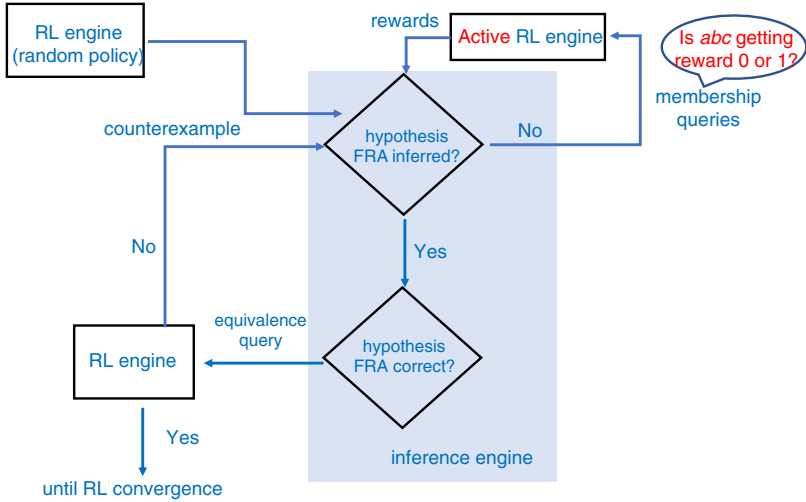 RL engine
(random policy)
rewards
Active RL engine
Is abc getting
reward 0 or 1?
membership
queries
counterexample
hypothesis
FRA inferred?
No
No
Yes
equivalence
query
hypothesis
FRA correct?
RL engine
Yes
inference engine
until RL convergence